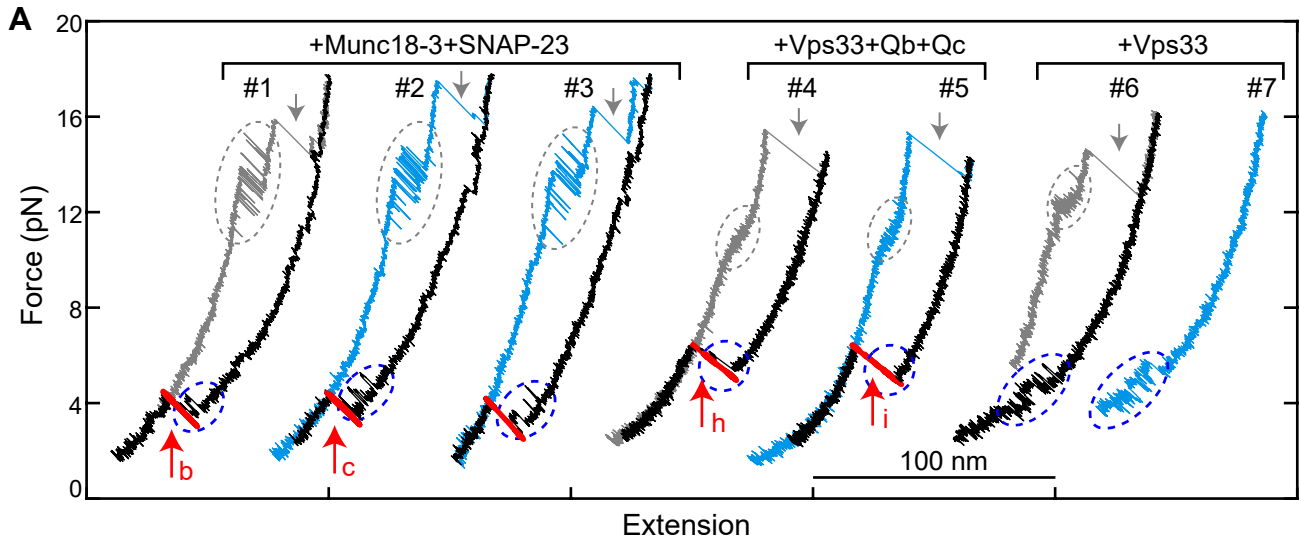 A
+Munc18-3+SNAP-23
+Vps33+Qb+Qc
+Vps33
#1
#2
#3
#4
#5
#6
#7
20
16
12
8
4
0
Force (pN)
b
c
h
i
100 nm
Extension